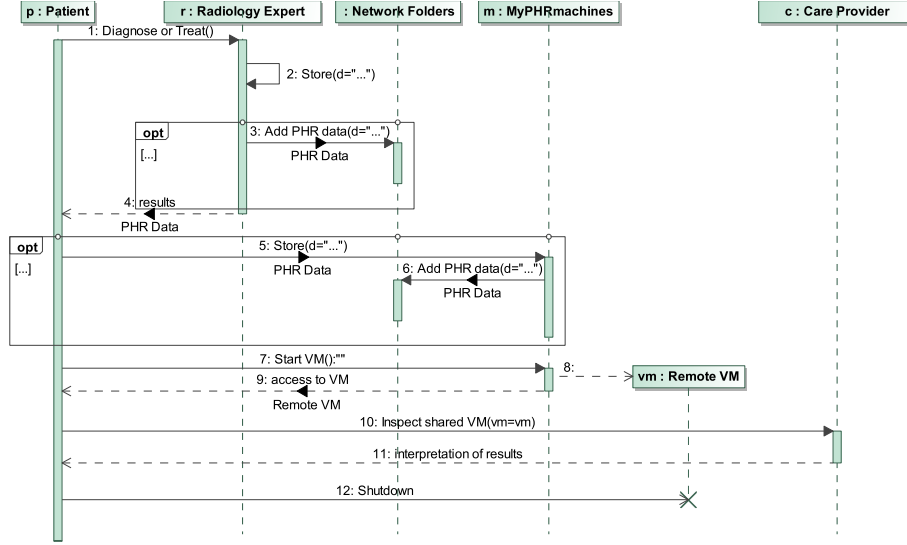 p : Patient
r : Radiology Expert
: Network Folders
m : MyPHRmachines
c : Care Provider
1: Diagnose or Treat()
2: Store(d="...")
opt
3: Add PHR data(d="...")
[...]
PHR Data
4: results
PHR Data
opt
5: Store(d="...")
[...]
PHR Data
6: Add PHR data(d="...")
PHR Data
7: Start VM():""
8:
vm : Remote VM
9: access to VM
Remote VM
10: Inspect shared VM(vm=vm)
11: interpretation of results
12: Shutdown